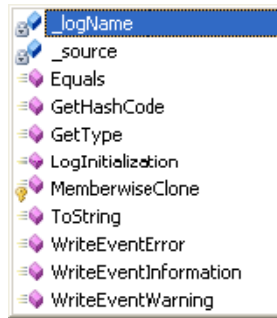 _logName
_source
Equals
GetHashCode
GetType
LogInitialization
MemberwiseClone
ToString
WriteEventError
WriteEventInformation
WriteEventWarning